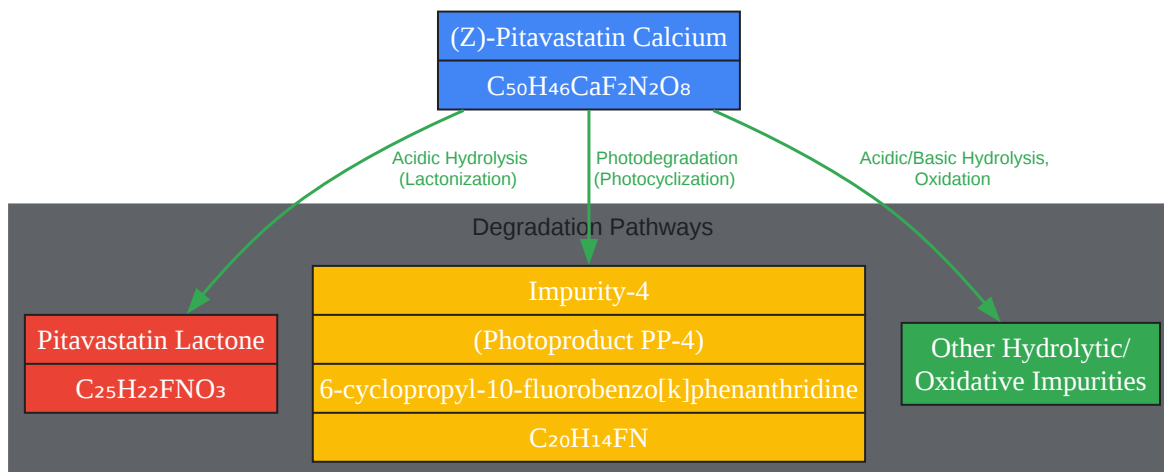 (Z)-Pitavastatin Calcium
C₅₀H₄₆CaF₂N₂O₈
Acidic Hydrolysis
(Lactonization)
Photodegradation
(Photocyclization)
Acidic/Basic Hydrolysis,
Oxidation
Degradation Pathways
Pitavastatin Lactone
C₂₅H₂₂FNO₃
Impurity-4
(Photoproduct PP-4)
6-cyclopropyl-10-fluorobenzo[k]phenanthridine
C₂₀H₁₄FN
Other Hydrolytic/
Oxidative Impurities